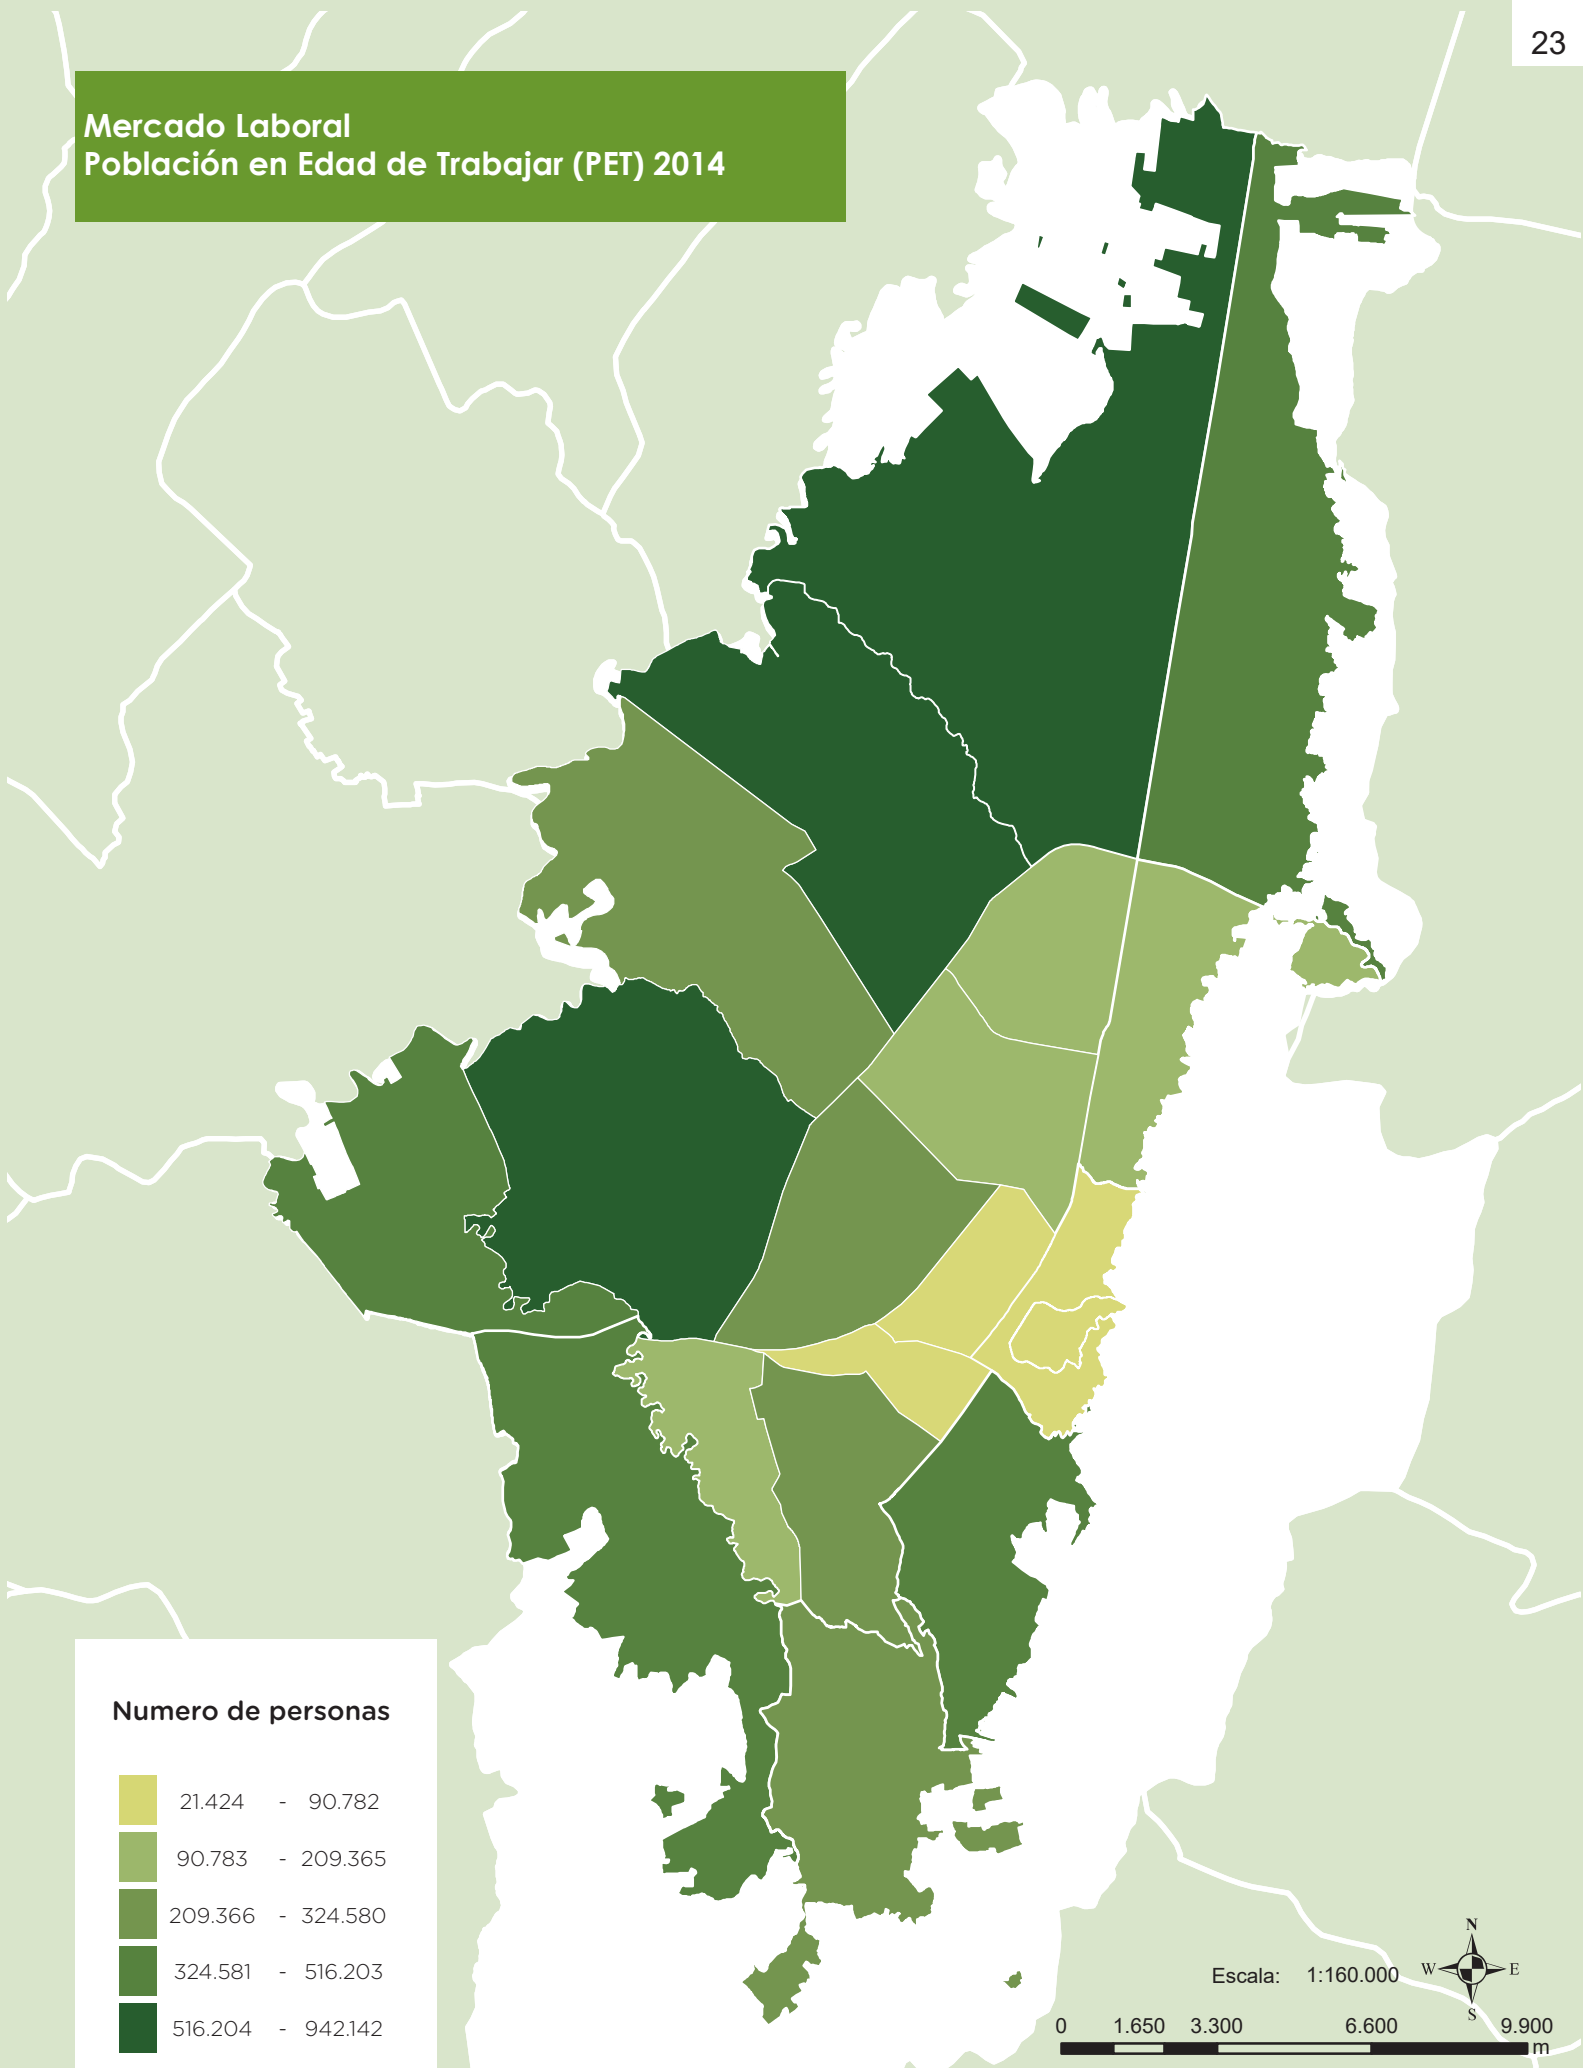 23
Mercado Laboral
Población en Edad de Trabajar (PET) 2014
Numero de personas
21.424 - 90.782
90.783 - 209.365
209.366 - 324.580
324.581 - 516.203
516.204 - 942.142
Escala: 1:160.000
N
W E
S
0 1.650 3.300 6.600 9.900
m